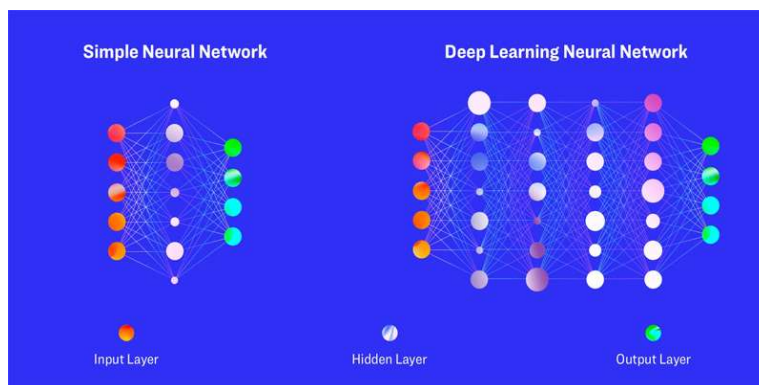 Simple Neural Network
Deep Learning Neural Network
Input Layer
Hidden Layer
Output Layer